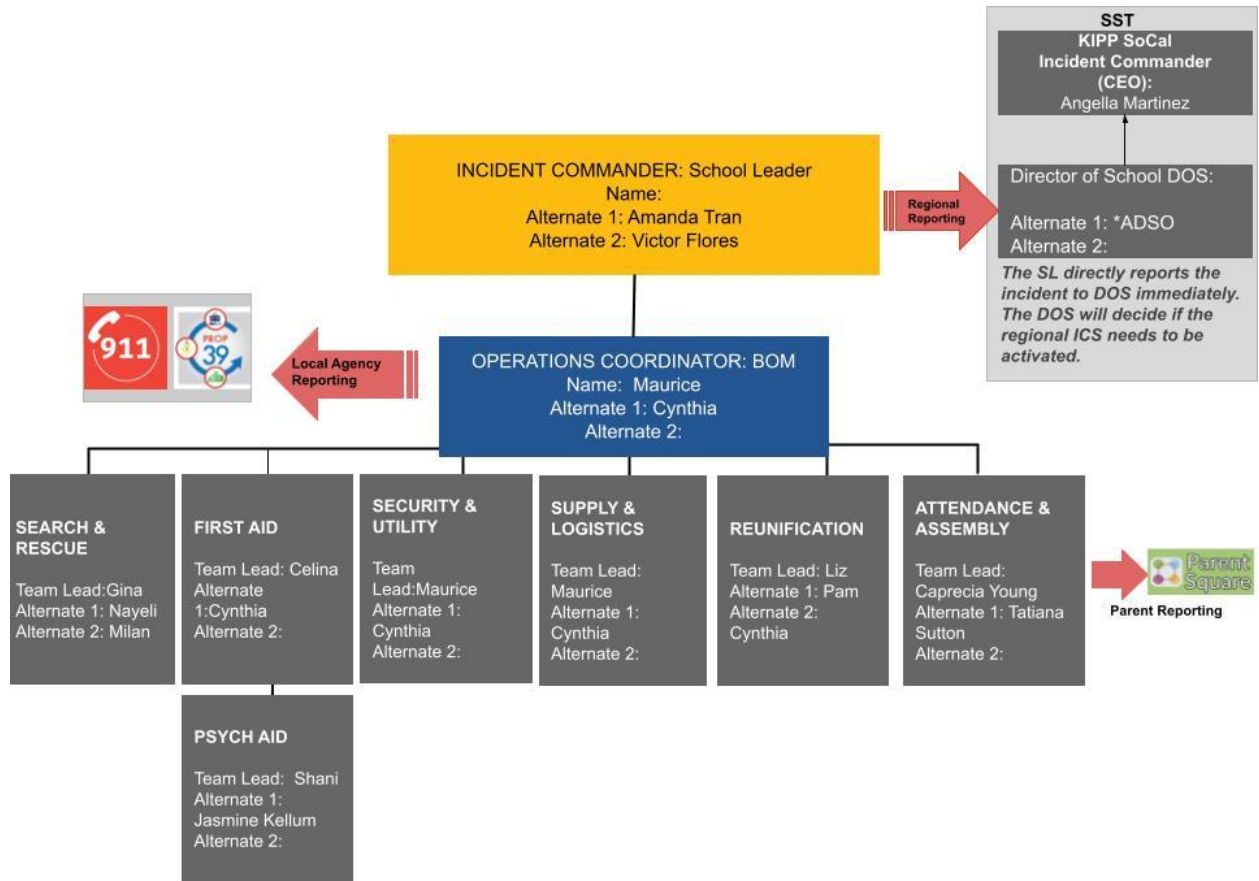 SST
KIPP SoCal
Incident Commander
(CEO):
Angella Martinez
INCIDENT COMMANDER: School Leader
Name:
Alternate 1: Amanda Tran
Alternate 2: Victor Flores
Regional
Reporting
Director of School DOS:
Alternate 1: *ADSO
Alternate 2:
The SL directly reports the
incident to DOS immediately.
The DOS will decide if the
regional ICS needs to be
activated.
911
PROP
39
Local Agency
Reporting
OPERATIONS COORDINATOR: BOM
Name:  Maurice
Alternate 1: Cynthia
Alternate 2:
SEARCH &
RESCUE
Team Lead:Gina
Alternate 1: Nayeli
Alternate 2: Milan
FIRST AID
Team Lead: Celina
Alternate
1:Cynthia
Alternate 2:
SECURITY &
UTILITY
Team
Lead:Maurice
Alternate 1:
Cynthia
Alternate 2:
SUPPLY &
LOGISTICS
Team Lead:
Maurice
Alternate 1:
Cynthia
Alternate 2:
REUNIFICATION
Team Lead: Liz
Alternate 1: Pam
Alternate 2:
Cynthia
ATTENDANCE &
ASSEMBLY
Team Lead:
Caprecia Young
Alternate 1: Tatiana
Sutton
Alternate 2:
Parent
Square
Parent Reporting
PSYCH AID
Team Lead:  Shani
Alternate 1:
Jasmine Kellum
Alternate 2: